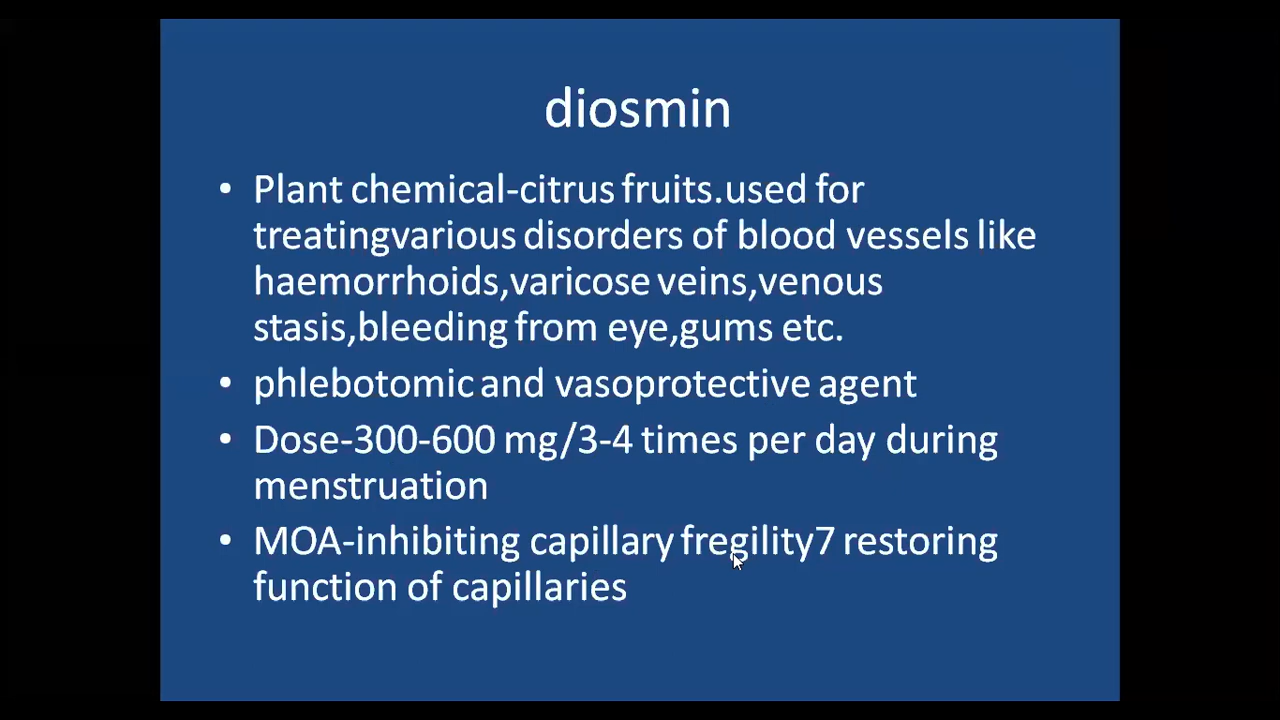 diosmin
• Plant chemical-citrus fruits.used for
treatingvarious disorders of blood vessels like
haemorrhoids,varicose veins,venous
stasis,bleeding from eye,gums etc.
• phlebotomic and vasoprotective agent
• Dose-300-600 mg/3-4 times per day during
menstruation
• MOA-inhibiting capillary fregility7 restoring
function of capillaries